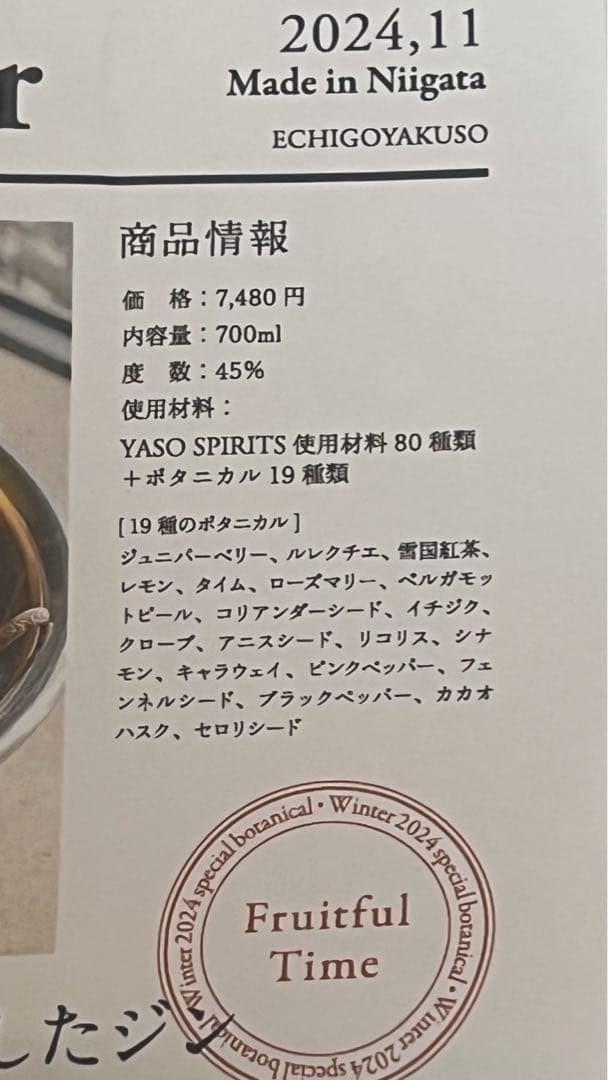 r
2024,11
Made in Niigata
ECHIGOYAKUSO
商品情報
価　格：7,480 円
内容量：700ml
度　数：45%
使用材料：
YASO SPIRITS 使用材料 80 種類
＋ボタニカル 19 種類
[ 19 種のボタニカル ]
ジュニパーベリー、ルレクチエ、雪国紅茶、
レモン、タイム、ローズマリー、ベルガモッ
トピール、コリアンダーシード、イチジク、
クローブ、アニスシード、リコリス、シナ
モン、キャラウェイ、ピンクペッパー、フェ
ンネルシード、ブラックペッパー、カカオ
ハスク、セロリシード
Winter 2024 special botanical・Winter 2024 special botanical・Winter 2024 special botanical・
Fruitful
Time
したジン